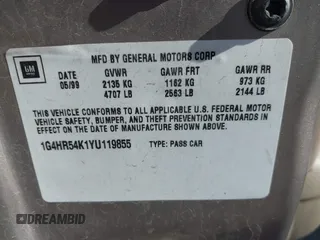 GM
MFD BY GENERAL MOTORS CORP
05/99 GVWR GAWR FRT GAWR RR
2135 KG 1162 KG 973 KG
4707 LB 2563 LB 2144 LB
THIS VEHICLE CONFORMS TO ALL APPLICABLE U.S. FEDERAL MOTOR
VEHICLE SAFETY, BUMPER, AND THEFT PREVENTION STANDARDS IN
EFFECT ON THE DATE OF MANUFACTURE SHOWN ABOVE.
1G4HR54K1YU119855 TYPE: PASS CAR
DREAMBID